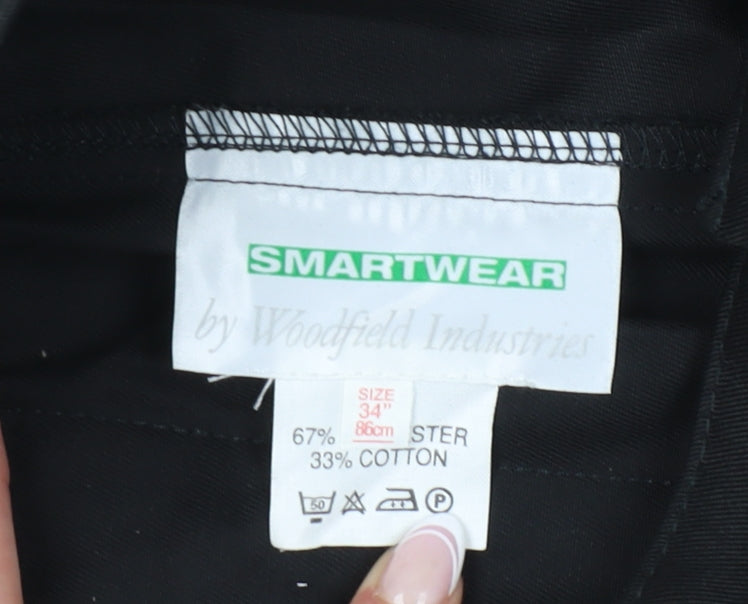 SMARTWEAR
by Woodfield Industries
SIZE
34"
86cm
67% STER
33% COTTON
50 P